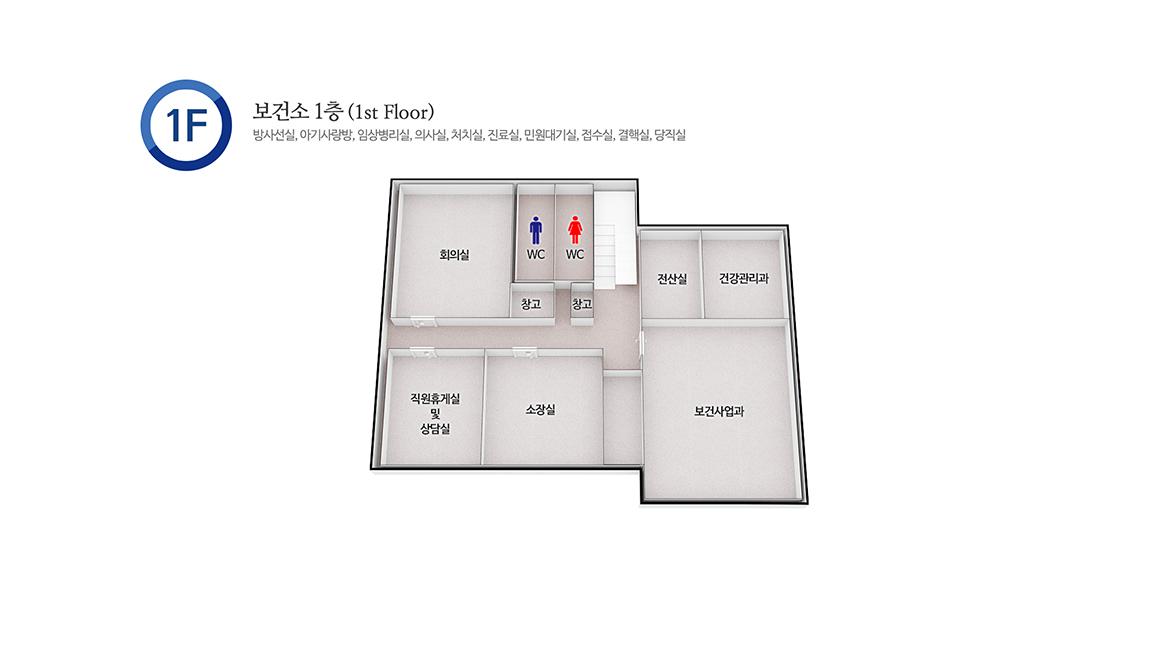 1F
보건소 1층 (1st Floor)
방사선실, 아기사랑방, 임상병리실, 의사실, 처치실, 진료실, 민원대기실, 접수실, 결핵실, 당직실
회의실
WC
WC
전산실
건강관리과
창고
창고
직원휴게실
및
상담실
소장실
보건사업과